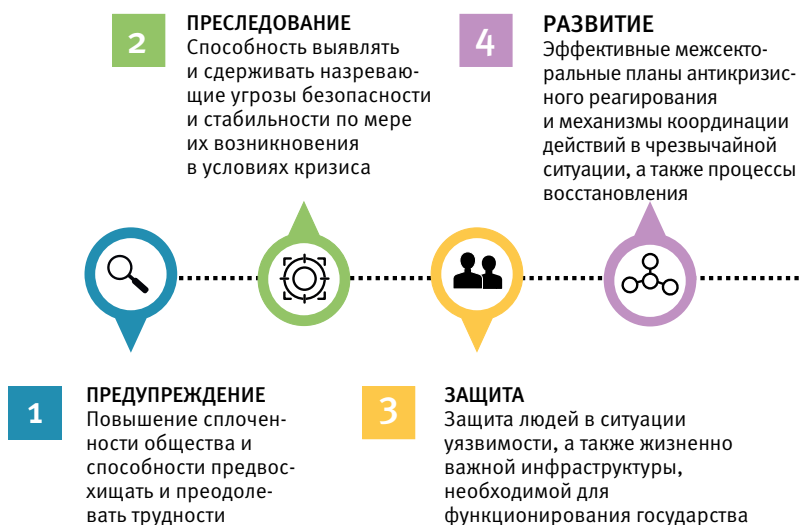 2
ПРЕСЛЕДОВАНИЕ
Способность выявлять
и сдерживать назреваю-
щие угрозы безопасности
и стабильности по мере
их возникновения
в условиях кризиса
4
РАЗВИТИЕ
Эффективные межсекто-
ральные планы антикризис-
ного реагирования
и механизмы координации
действий в чрезвычайной
ситуации, а также процессы
восстановления
1
ПРЕДУПРЕЖДЕНИЕ
Повышение сплочен-
ности общества и
способности предвос-
хищать и преодоле-
вать трудности
3
ЗАЩИТА
Защита людей в ситуации
уязвимости, а также жизненно
важной инфраструктуры,
необходимой для
функционирования государства